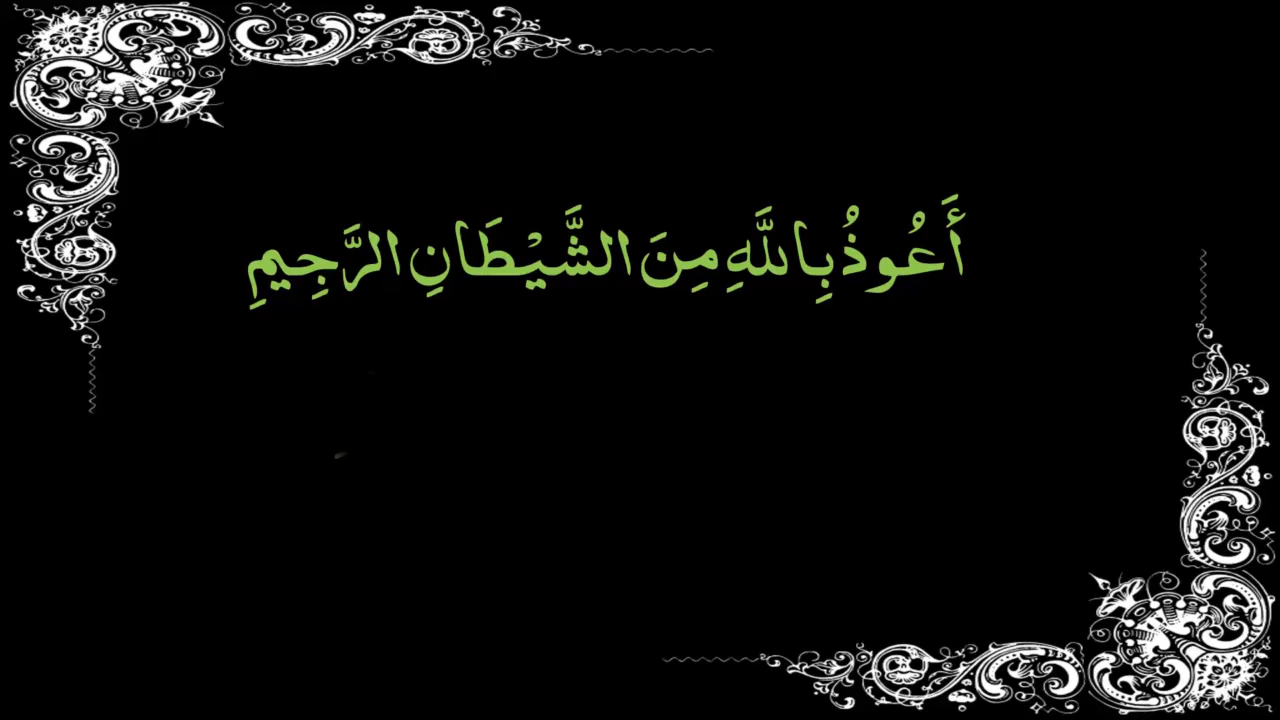 أَعُوذُ بِاللَّهِ مِنَ الشَّيْطَانِ الرَّجِيمِ